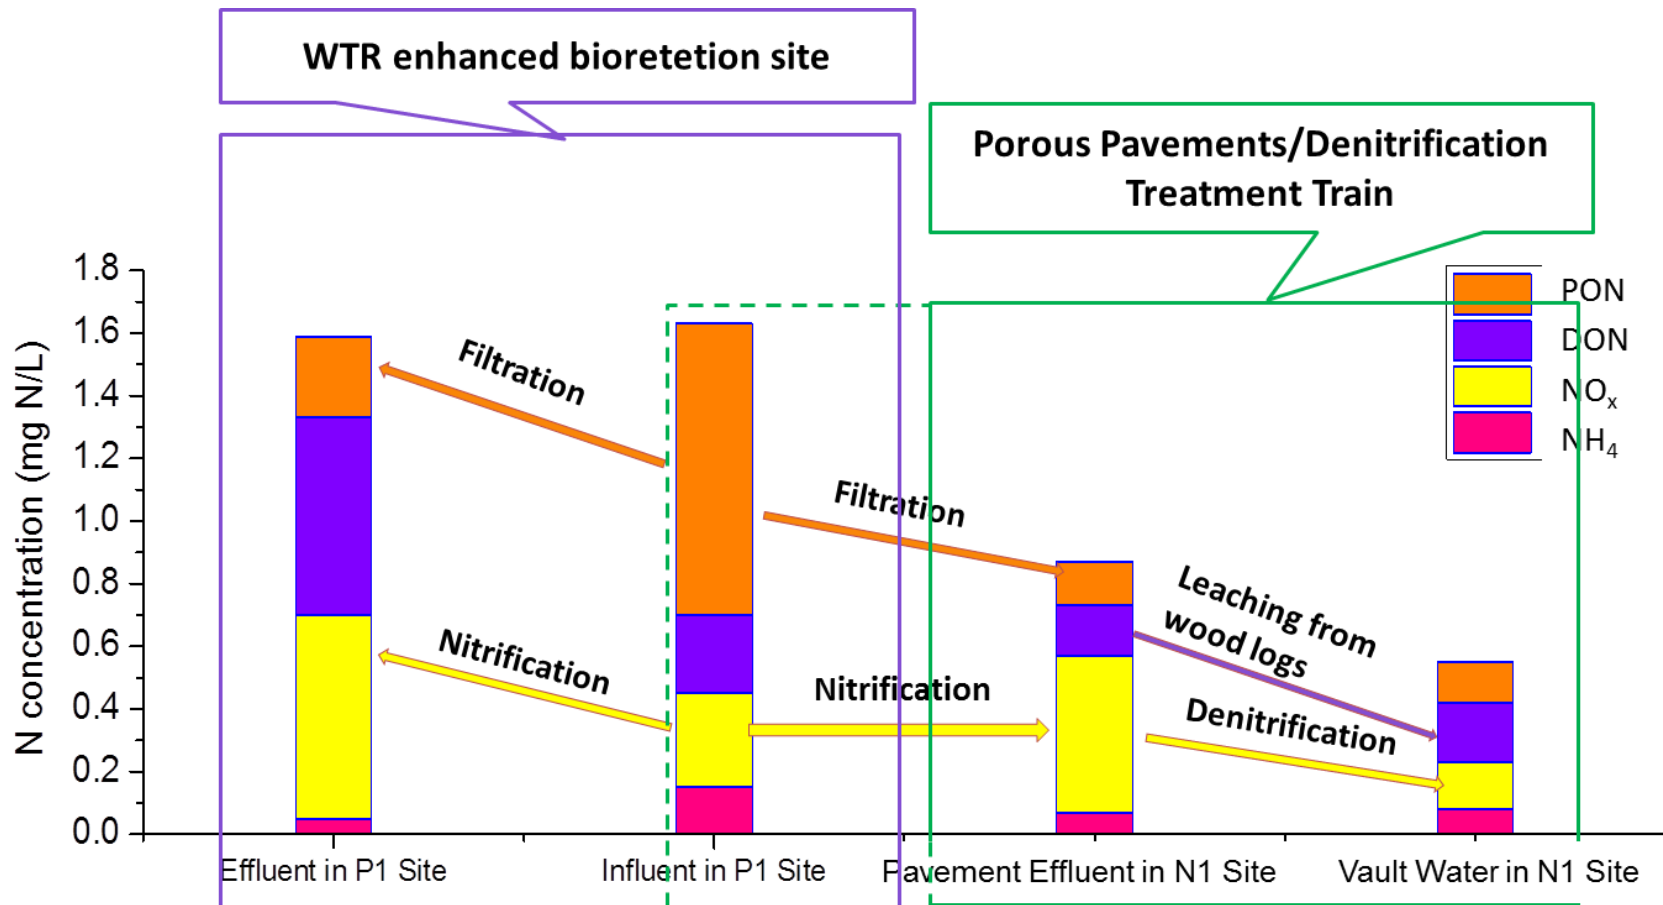 WTR enhanced bioretetion site
Porous Pavements/Denitrification
Treatment Train
1.8
1.6
1.4
1.2
1.0
0.8
0.6
0.4
0.2
0.0
N concentration (mg N/L)
PON
DON
NOₓ
NH₄
Filtration
Filtration
Nitrification
Nitrification
Leaching from
wood logs
Denitrification
Effluent in P1 Site
Influent in P1 Site
Pavement Effluent in N1 Site
Vault Water in N1 Site